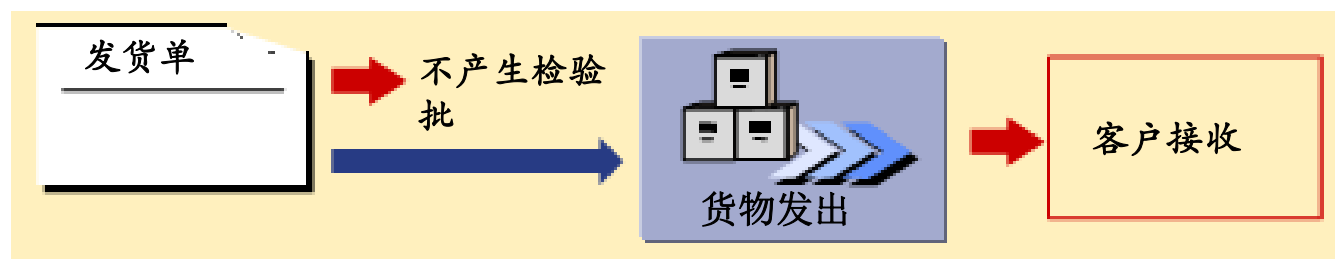 发货单
不产生检验
批
货物发出
客户接收